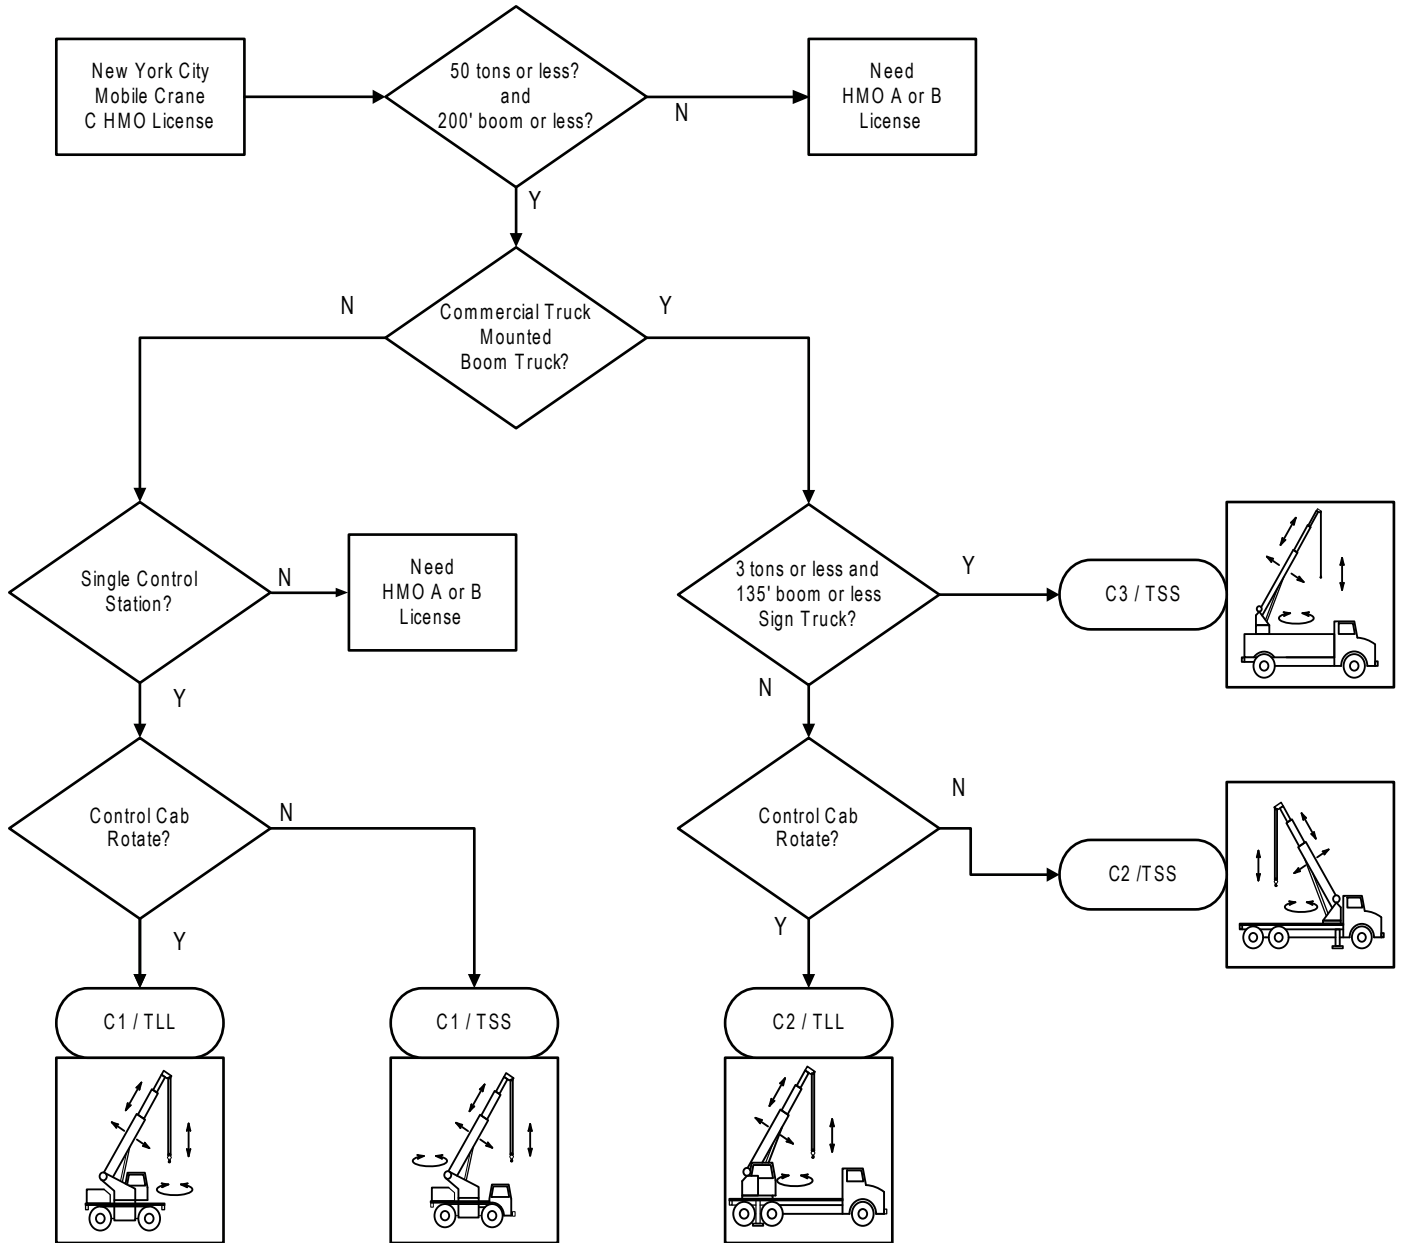 New York City
Mobile Crane
C HMO License
50 tons or less?
and
200' boom or less?
N
Need
HMO A or B
License
Y
Commercial Truck
Mounted
Boom Truck?
N
Y
Single Control
Station?
N
Need
HMO A or B
License
3 tons or less and
135' boom or less
Sign Truck?
Y
C3 / TSS
Y
N
Control Cab
Rotate?
N
Control Cab
Rotate?
N
C2 /TSS
Y
Y
C1 / TLL
C1 / TSS
C2 / TLL